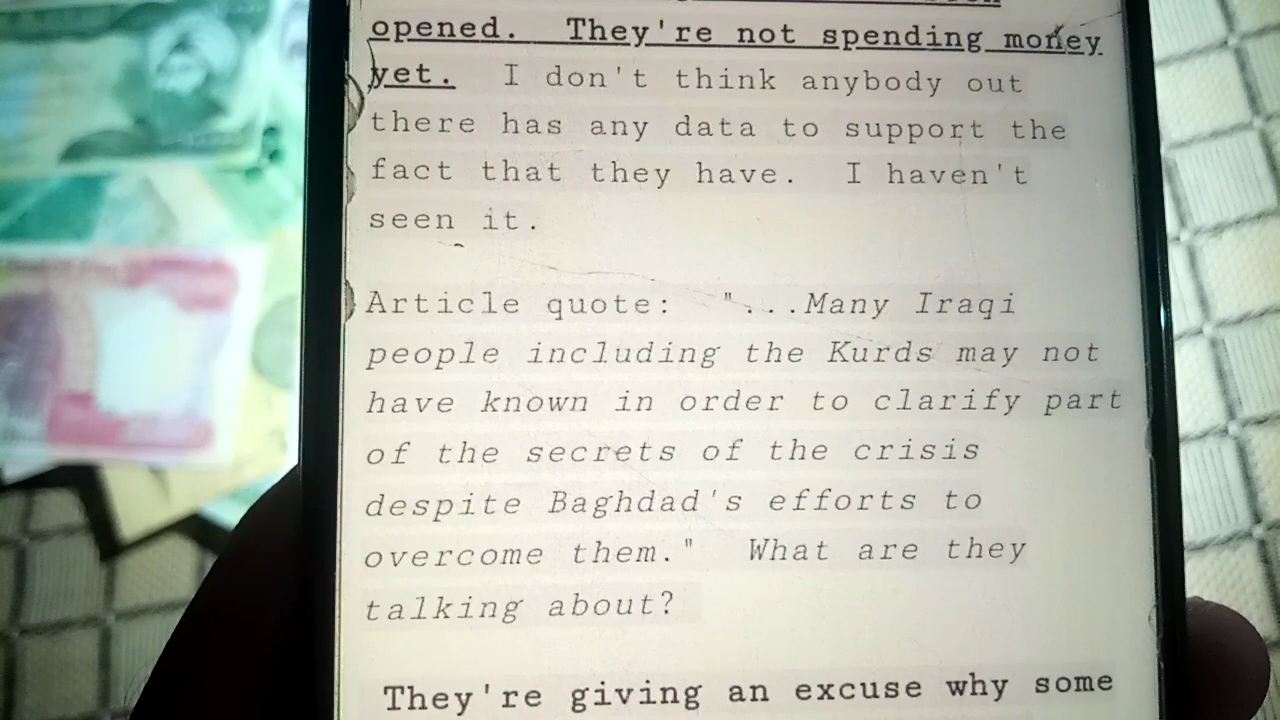 opened. They're not spending money
yet. I don't think anybody out
there has any data to support the
fact that they have. I haven't
seen it.
Article quote: "...Many Iraqi
people including the Kurds may not
have known in order to clarify part
of the secrets of the crisis
despite Baghdad's efforts to
overcome them." What are they
talking about?
They're giving an excuse why some